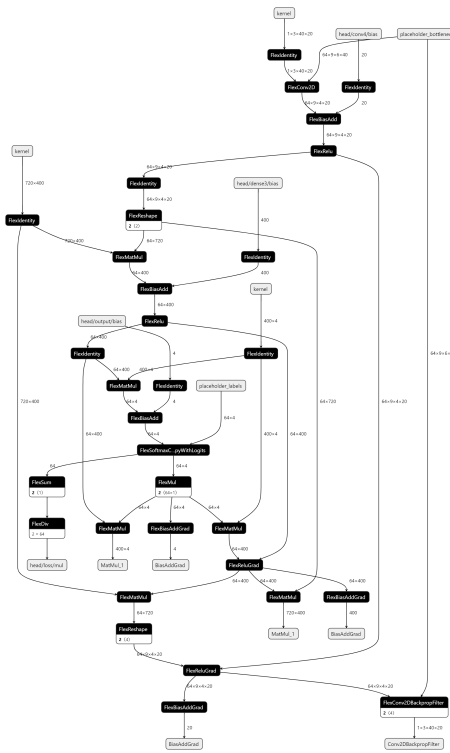 kernel
head/conv4/bias
placeholder_bottlenec
FlexIdentity
1×3×40×20
20
64×9×6×40
FlexConv2D
FlexIdentity
64×9×4×20
20
FlexBiasAdd
64×9×4×20
FlexRelu
kernel
720×400
64×9×4×20
FlexIdentity
head/dense3/bias
64×9×4×20
FlexIdentity
FlexReshape
2 ⟨2⟩
400
720×400
64×720
FlexMatMul
FlexIdentity
64×400
400
FlexBiasAdd
64×400
kernel
head/output/bias
FlexRelu
400×4
64×400
FlexIdentity
4
FlexIdentity
64×400
400×4
FlexMatMul
FlexIdentity
placeholder_labels
64×9×6×
720×400
64×720
64×9×4×20
64×4
4
FlexBiasAdd
64×4
64×4
64×400
400×4
64×400
FlexSoftmaxC...pyWithLogits
64
64×4
FlexSum
2 ⟨1⟩
FlexMul
2 ⟨64×1⟩
64×4
64×4
64×4
FlexDiv
2 = 64
FlexMatMul
FlexBiasAddGrad
FlexMatMul
400×4
4
64×400
head/loss/mul
MatMul_1
BiasAddGrad
FlexReluGrad
64×400
64×400
64×400
FlexMatMul
FlexMatMul
FlexBiasAddGrad
64×720
720×400
400
FlexReshape
2 ⟨4⟩
MatMul_1
BiasAddGrad
64×9×4×20
FlexReluGrad
64×9×4×20
64×9×4×20
FlexBiasAddGrad
FlexConv2DBackpropFilter
2 ⟨4⟩
20
1×3×40×20
BiasAddGrad
Conv2DBackpropFilter